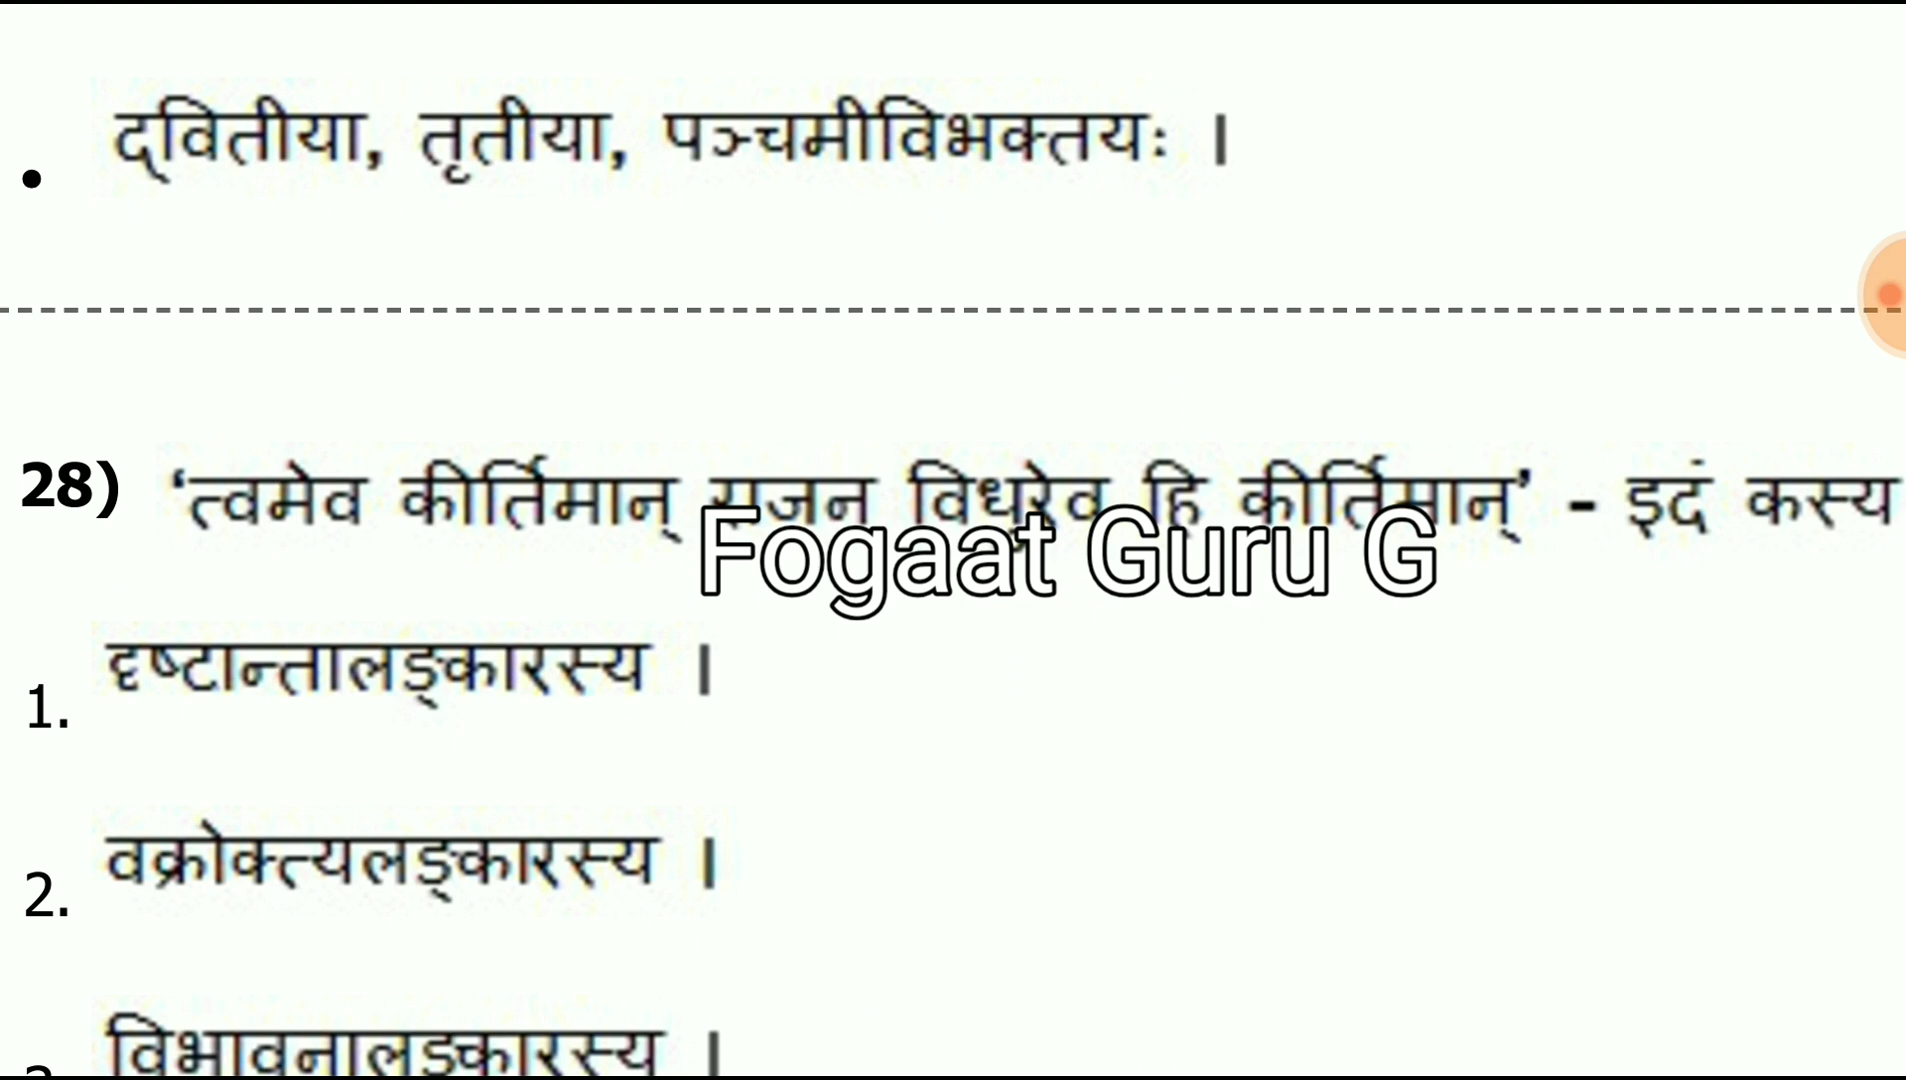 • द्वितीया, तृतीया, पञ्चमीविभक्तयः ।
28) ‘त्वमेव कीर्तिमान् राजन् विधुरेव हि कीर्तिमान्’ - इदं कस्य
Fogaat Guru G
1. दृष्टान्तालङ्कारस्य ।
2. वक्रोक्त्यलङ्कारस्य ।
3. विभावनालङ्कारस्य ।